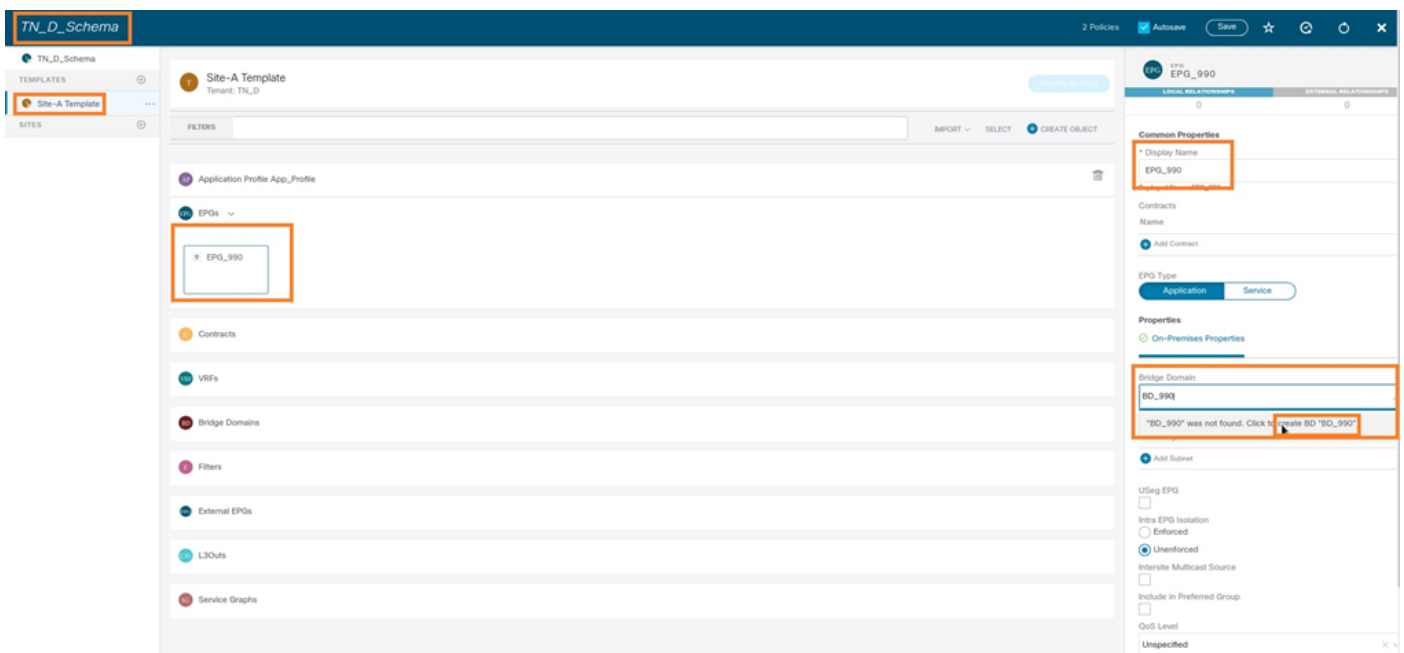 TN_D_Schema
2 Policies
Autosave
Save
TN_D_Schema
TEMPLATES
Site-A Template
SITES
T
Site-A Template
Tenant: TN_D
FILTERS
IMPORT
SELECT
CREATE OBJECT
AP
Application Profile App_Profile
EPG
EPGs
EPG_990
C
Contracts
VRFs
Bridge Domains
F
Filters
External EPGs
L3Outs
SG
Service Graphs
EPG
EPG
EPG_990
LOCAL RELATIONSHIPS
EXTERNAL RELATIONSHIPS
0
0
Common Properties
* Display Name
EPG_990
Contracts
Name
Add Contract
EPG Type
Application
Service
Properties
On-Premises Properties
Bridge Domain
BD_990
"BD_990" was not found. Click to create BD "BD_990"
Add Subnet
USeg EPG
Intra EPG Isolation
Enforced
Unenforced
Intersite Multicast Source
Include in Preferred Group
QoS Level
Unspecified